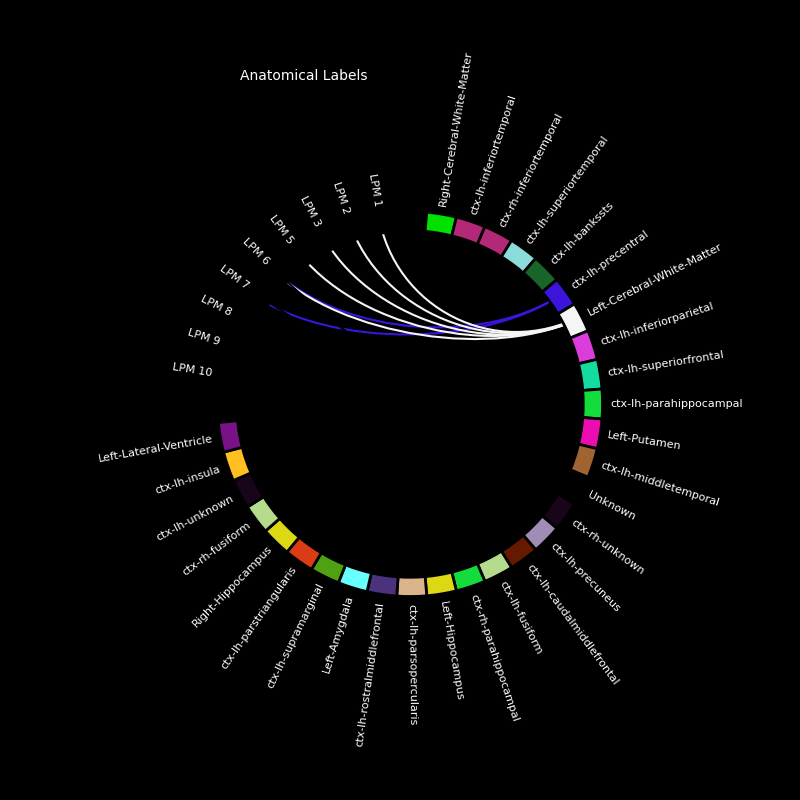 Anatomical Labels
LPM 1
LPM 2
LPM 3
LPM 5
LPM 6
LPM 7
LPM 8
LPM 9
LPM 10
Right-Cerebral-White-Matter
ctx-lh-inferiortemporal
ctx-rh-inferiortemporal
ctx-lh-superiortemporal
ctx-lh-bankssts
ctx-lh-precentral
Left-Cerebral-White-Matter
ctx-lh-inferiorparietal
ctx-lh-superiorfrontal
ctx-lh-parahippocampal
Left-Putamen
ctx-lh-middletemporal
Unknown
ctx-rh-unknown
ctx-lh-precuneus
ctx-lh-caudalmiddlefrontal
ctx-lh-fusiform
ctx-rh-parahippocampal
Left-Hippocampus
ctx-lh-parsopercularis
ctx-lh-rostralmiddlefrontal
Left-Amygdala
ctx-lh-supramarginal
ctx-lh-parstriangularis
Right-Hippocampus
ctx-rh-fusiform
ctx-lh-unknown
ctx-lh-insula
Left-Lateral-Ventricle